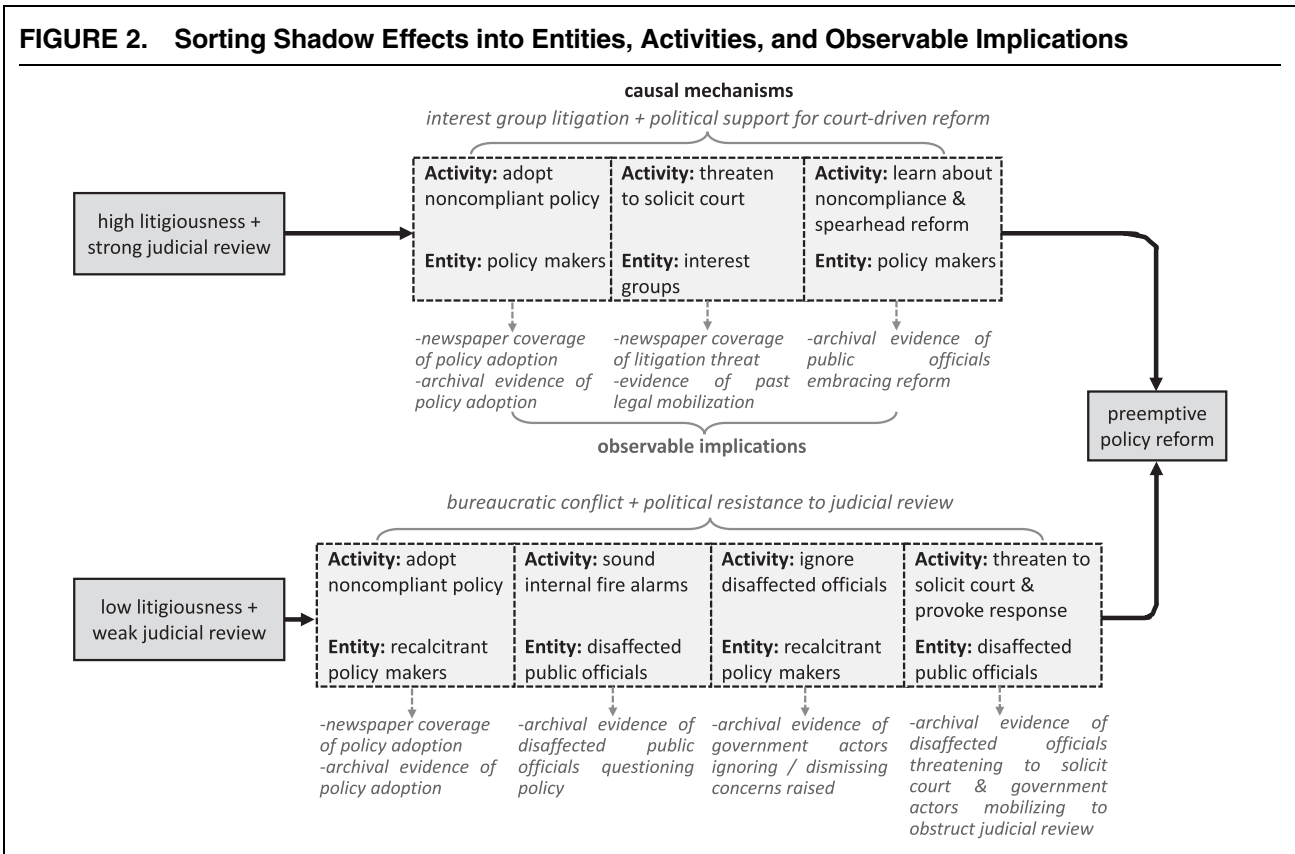 FIGURE 2. Sorting Shadow Effects into Entities, Activities, and Observable Implications
causal mechanisms
interest group litigation + political support for court-driven reform
high litigiousness +
strong judicial review
Activity: adopt
noncompliant policy
Entity: policy makers
Activity: threaten
to solicit court
Entity: interest
groups
Activity: learn about
noncompliance &
spearhead reform
Entity: policy makers
-newspaper coverage
of policy adoption
-archival evidence of
policy adoption
-newspaper coverage
of litigation threat
-evidence of past
legal mobilization
-archival evidence of
public officials
embracing reform
observable implications
preemptive
policy reform
bureaucratic conflict + political resistance to judicial review
low litigiousness +
weak judicial review
Activity: adopt
noncompliant policy
Entity: recalcitrant
policy makers
Activity: sound
internal fire alarms
Entity: disaffected
public officials
Activity: ignore
disaffected officials
Entity: recalcitrant
policy makers
Activity: threaten to
solicit court &
provoke response
Entity: disaffected
public officials
-newspaper coverage
of policy adoption
-archival evidence of
policy adoption
-archival evidence of
disaffected public
officials questioning
policy
-archival evidence of
government actors
ignoring / dismissing
concerns raised
-archival evidence of
disaffected officials
threatening to solicit
court & government
actors mobilizing to
obstruct judicial review